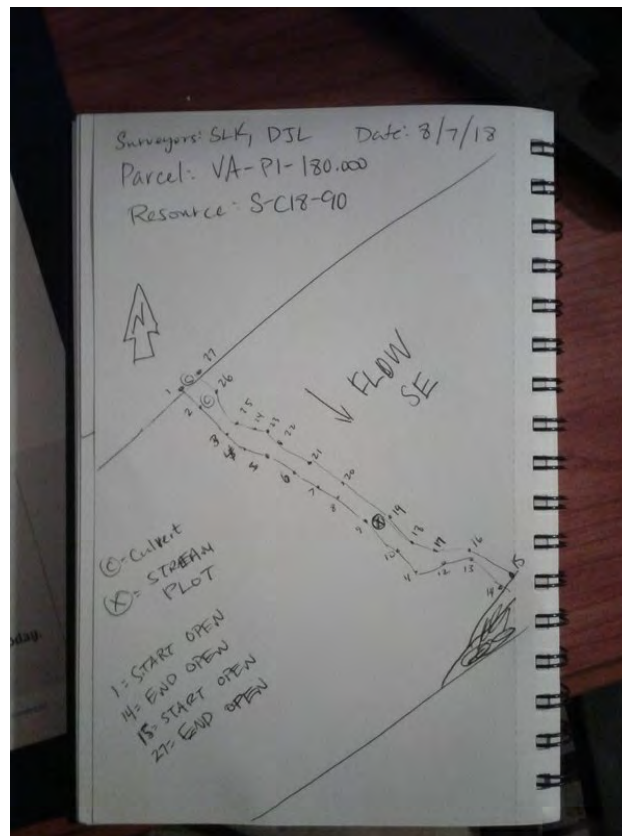 Surveyors: SLK, DJL Date: 8/7/18
Parcel: VA-PI-180.000
Resource: S-C18-90
N
27
C
1
26
C
2
FLOW
SE
25
24
23
22
3
4
5
21
6
20
7
8
19
9
X
18
17
16
10
15
11
12
13
14
C - Culvert
X = STREAM
PLOT
1 = START OPEN
14 = END OPEN
15 = START OPEN
27 = END OPEN
oday.